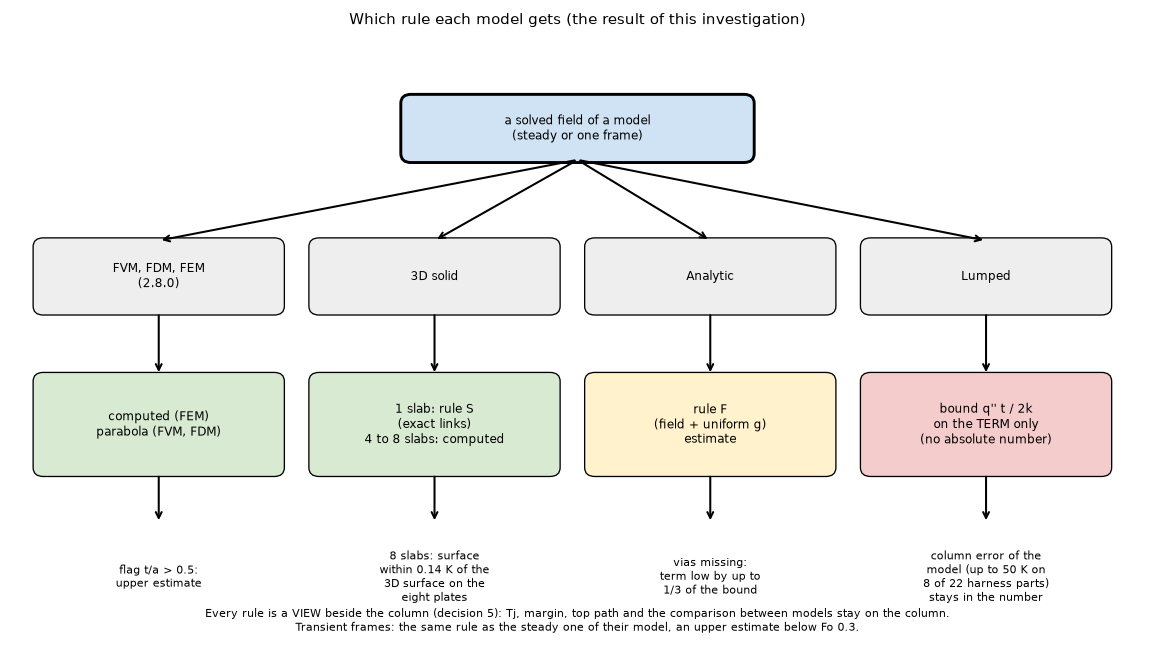 Which rule each model gets (the result of this investigation)
a solved field of a model
(steady or one frame)
FVM, FDM, FEM
(2.8.0)
3D solid
Analytic
Lumped
computed (FEM)
parabola (FVM, FDM)
1 slab: rule S
(exact links)
4 to 8 slabs: computed
rule F
(field + uniform g)
estimate
bound q'' t / 2k
on the TERM only
(no absolute number)
flag t/a > 0.5:
upper estimate
8 slabs: surface
within 0.14 K of the
3D surface on the
eight plates
vias missing:
term low by up to
1/3 of the bound
column error of the
model (up to 50 K on
8 of 22 harness parts)
stays in the number
Every rule is a VIEW beside the column (decision 5): Tj, margin, top path and the comparison between models stay on the column.
Transient frames: the same rule as the steady one of their model, an upper estimate below Fo 0.3.